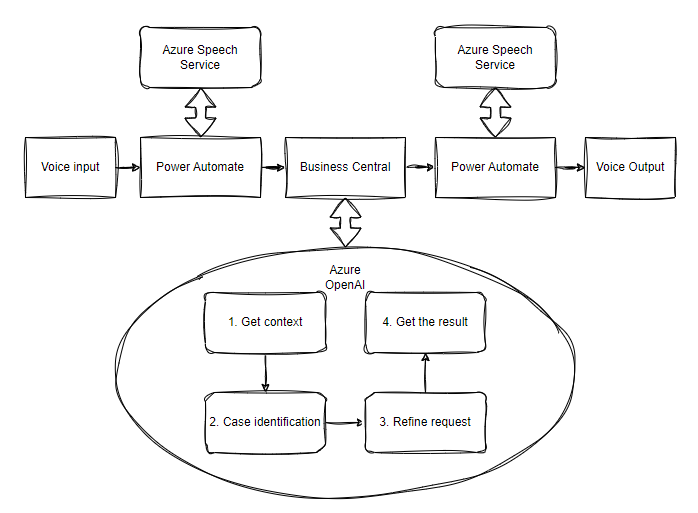 Azure Speech
Service
Azure Speech
Service
Voice input
Power Automate
Business Central
Power Automate
Voice Output
Azure
OpenAI
1. Get context
4. Get the result
2. Case identification
3. Refine request